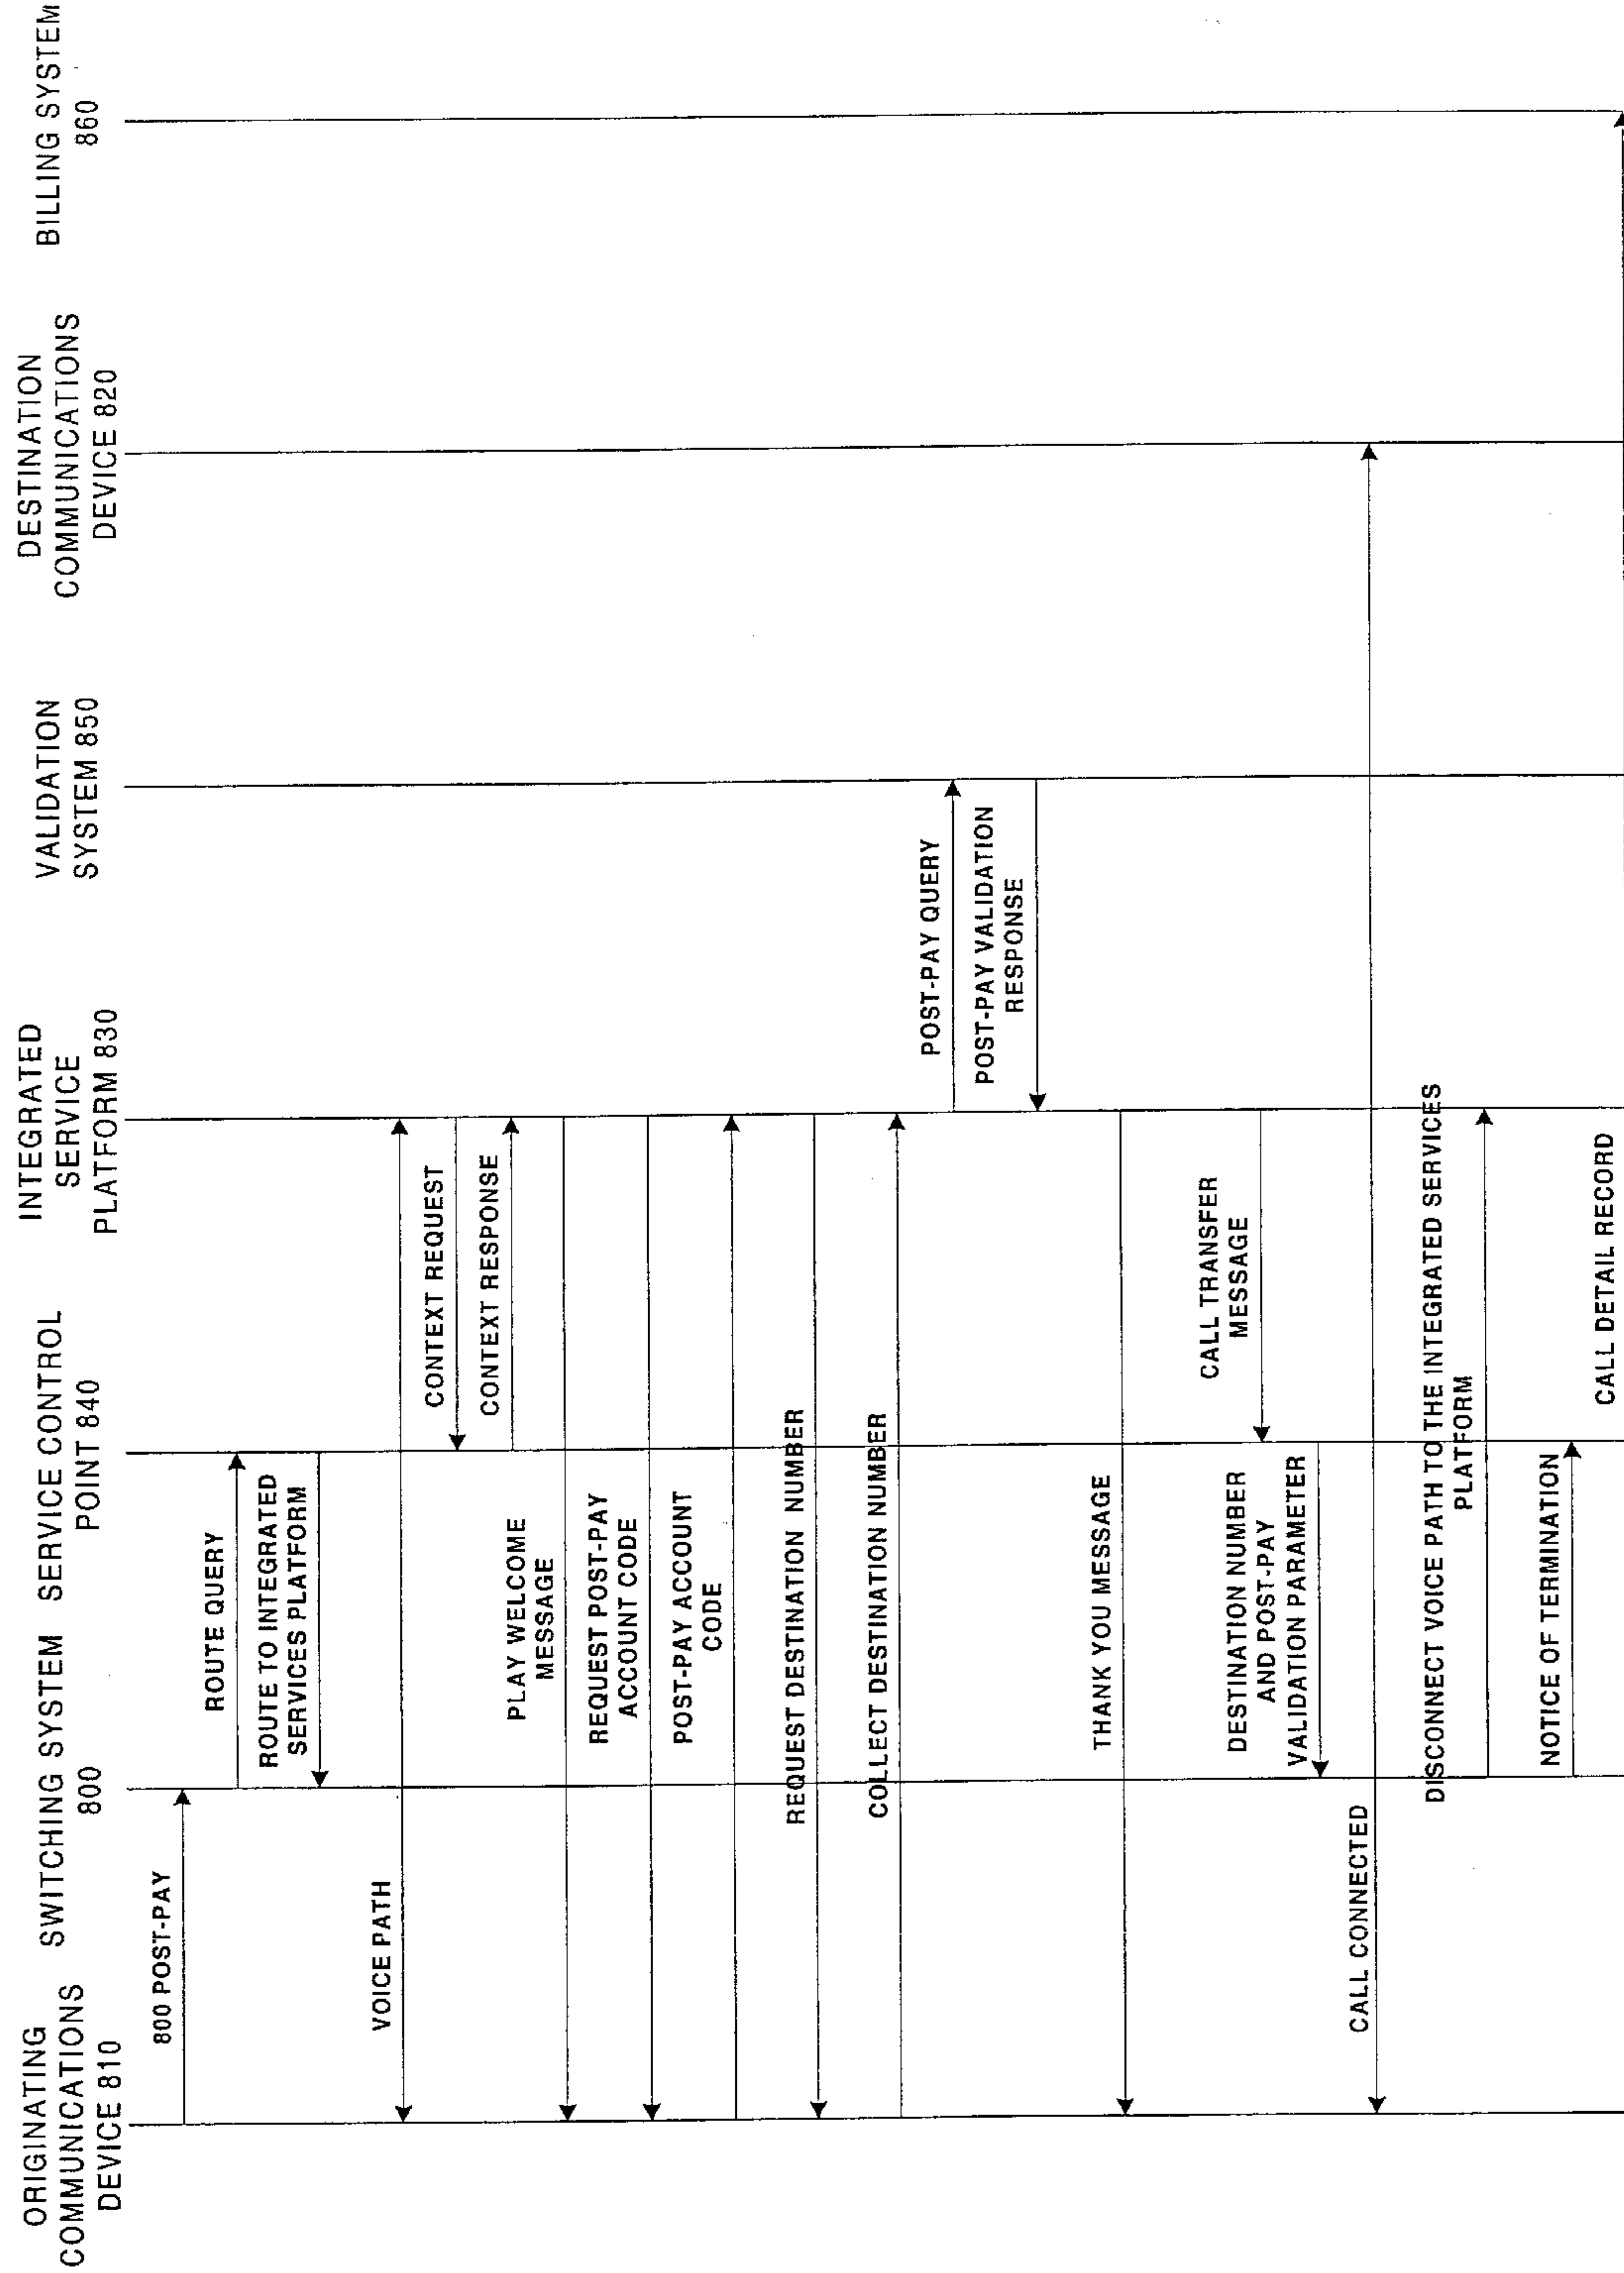 ORIGINATING
COMMUNICATIONS
DEVICE 810
SWITCHING SYSTEM
800
SERVICE CONTROL
POINT 840
INTEGRATED
SERVICE
PLATFORM 830
VALIDATION
SYSTEM 850
DESTINATION
COMMUNICATIONS
DEVICE 820
BILLING SYSTEM
860
800 POST-PAY
ROUTE QUERY
ROUTE TO INTEGRATED
SERVICES PLATFORM
VOICE PATH
CONTEXT REQUEST
CONTEXT RESPONSE
PLAY WELCOME
MESSAGE
REQUEST POST-PAY
ACCOUNT CODE
POST-PAY ACCOUNT
CODE
REQUEST DESTINATION NUMBER
COLLECT DESTINATION NUMBER
POST-PAY QUERY
POST-PAY VALIDATION
RESPONSE
THANK YOU MESSAGE
CALL TRANSFER
MESSAGE
DESTINATION NUMBER
AND POST-PAY
VALIDATION PARAMETER
CALL CONNECTED
DISCONNECT VOICE PATH TO THE INTEGRATED SERVICES
PLATFORM
NOTICE OF TERMINATION
CALL DETAIL RECORD